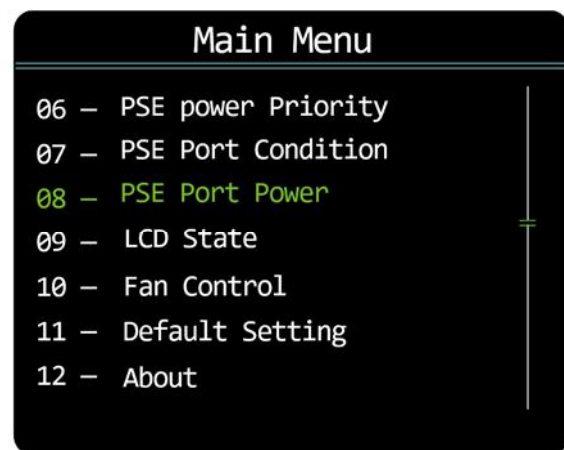 Main Menu
06 – PSE power Priority
07 – PSE Port Condition
08 – PSE Port Power
09 – LCD State
10 – Fan Control
11 – Default Setting
12 – About